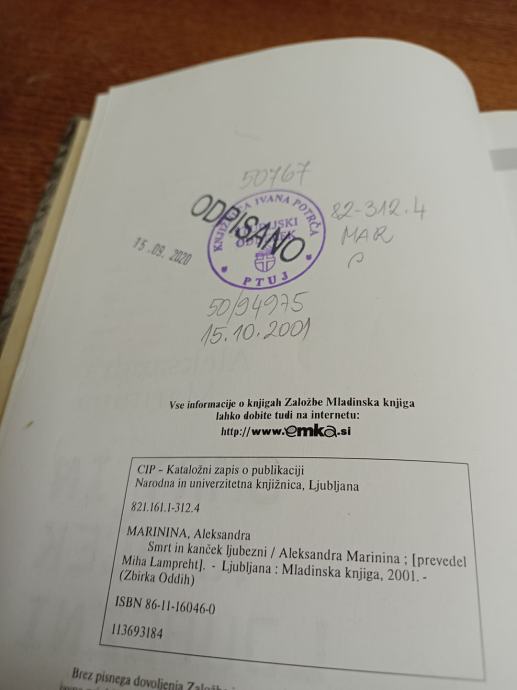 50767
KNJIŽNICA IVANA POTRČA
ODPISANO
PTUJ
82-312.4
MAR
15.09.2020
50/94975
15.10.2001
Vse informacije o knjigah Založbe Mladinska knjiga
lahko dobite tudi na internetu:
http://www.emka.si
CIP - Kataložni zapis o publikaciji
Narodna in univerzitetna knjižnica, Ljubljana
821.161.1-312.4
MARININA, Aleksandra
Smrt in kanček ljubezni / Aleksandra Marinina ; [prevedel
Miha Lampreht]. - Ljubljana : Mladinska knjiga, 2001. -
(Zbirka Oddih)
ISBN 86-11-16046-0
113693184
Brez pisnega dovoljenja Založbe